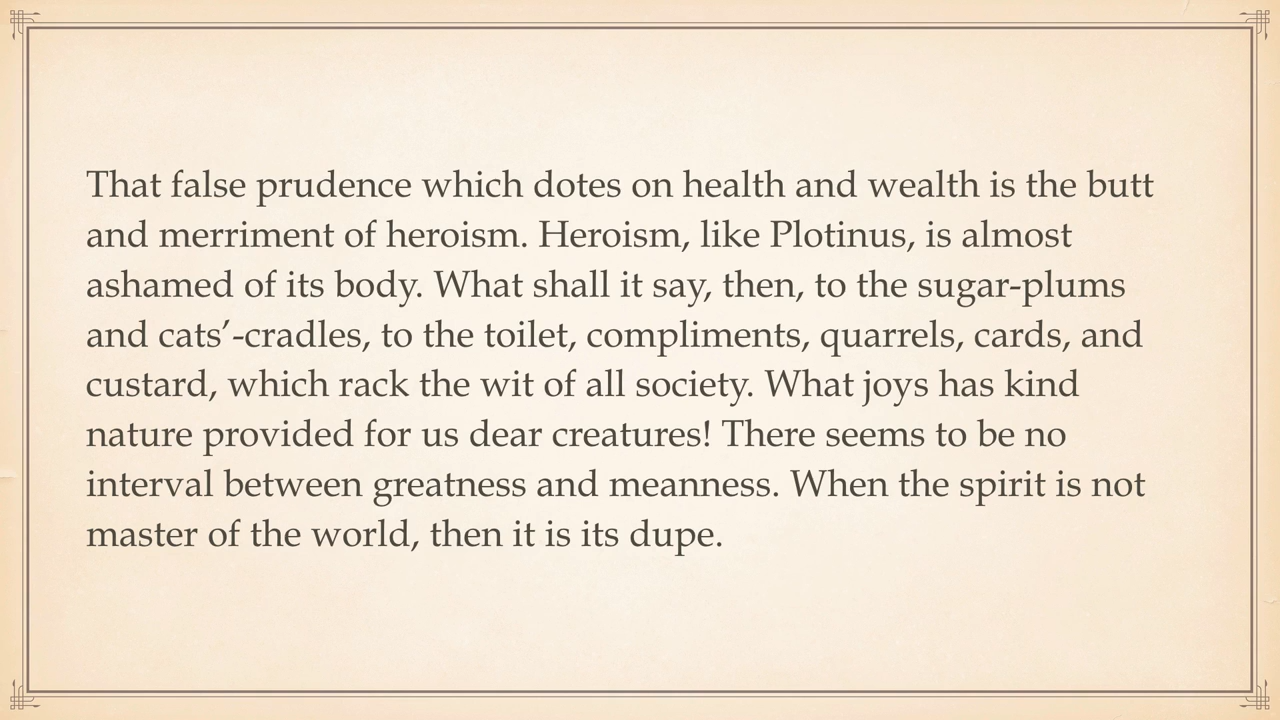 That false prudence which dotes on health and wealth is the butt
and merriment of heroism. Heroism, like Plotinus, is almost
ashamed of its body. What shall it say, then, to the sugar-plums
and cats’-cradles, to the toilet, compliments, quarrels, cards, and
custard, which rack the wit of all society. What joys has kind
nature provided for us dear creatures! There seems to be no
interval between greatness and meanness. When the spirit is not
master of the world, then it is its dupe.